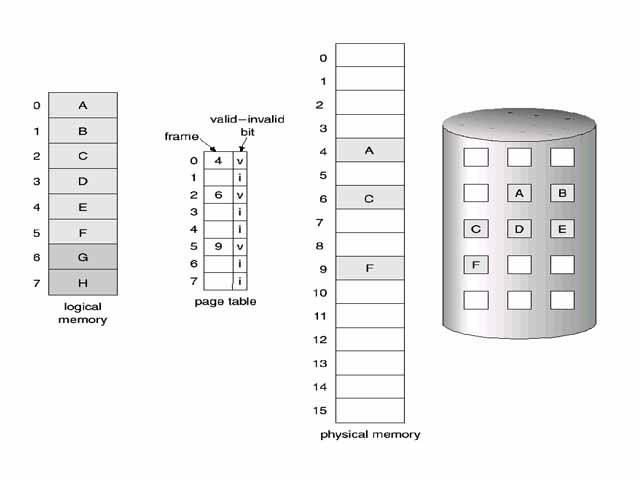 0 A
1 B
2 C
3 D
4 E
5 F
6 G
7 H
logical
memory
valid–invalid
bit
frame
0 4 v
1 i
2 6 v
3 i
4 i
5 9 v
6 i
7 i
page table
0
1
2
3
4 A
5
6 C
7
8
9 F
10
11
12
13
14
15
physical memory
A B
C D E
F